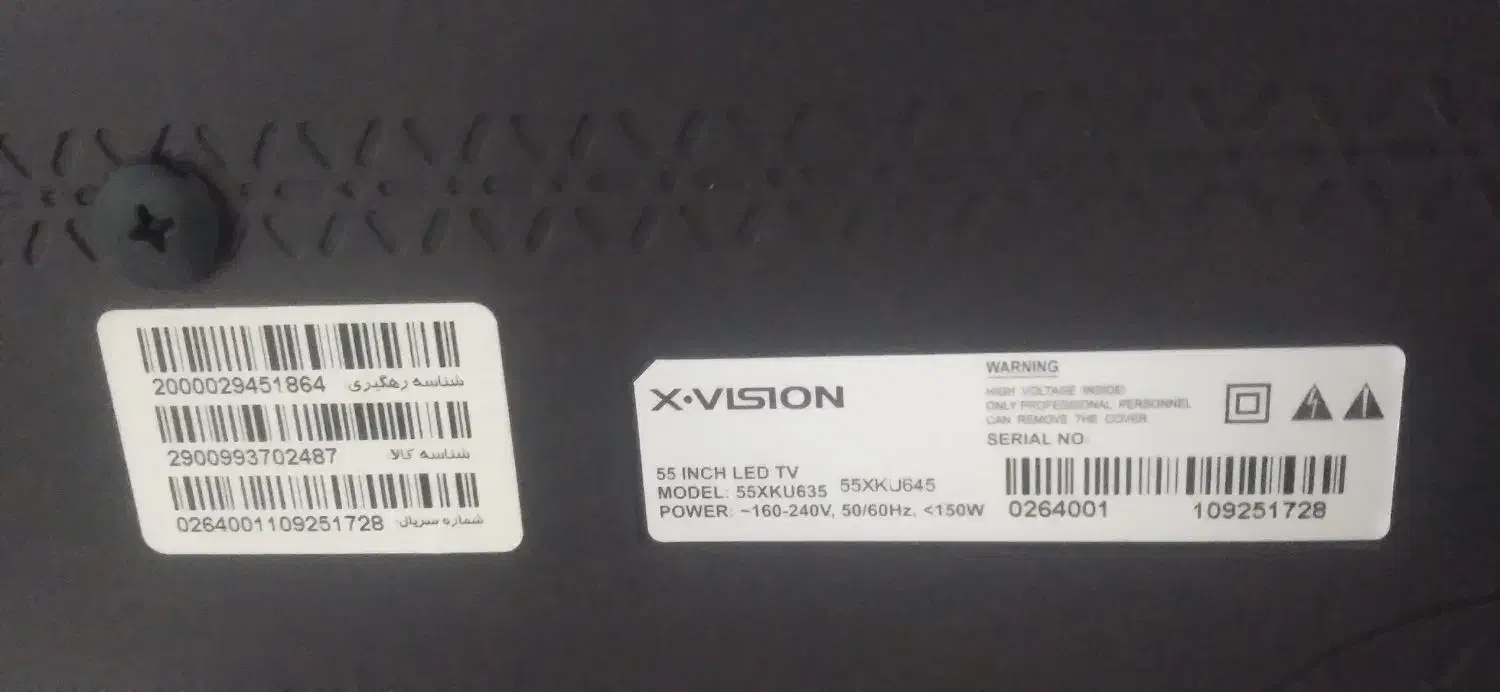 2000029451864 شناسه رهگیری
2900993702487 شناسه کالا
0264001109251728 شماره سریال
X·VISION
55 INCH LED TV
MODEL: 55XKU635 55XKU645
POWER: ~160-240V, 50/60Hz, <150W
WARNING
HIGH VOLTAGE INSIDE!
ONLY PROFESSIONAL PERSONNEL
CAN REMOVE THE COVER
SERIAL NO:
0264001 109251728